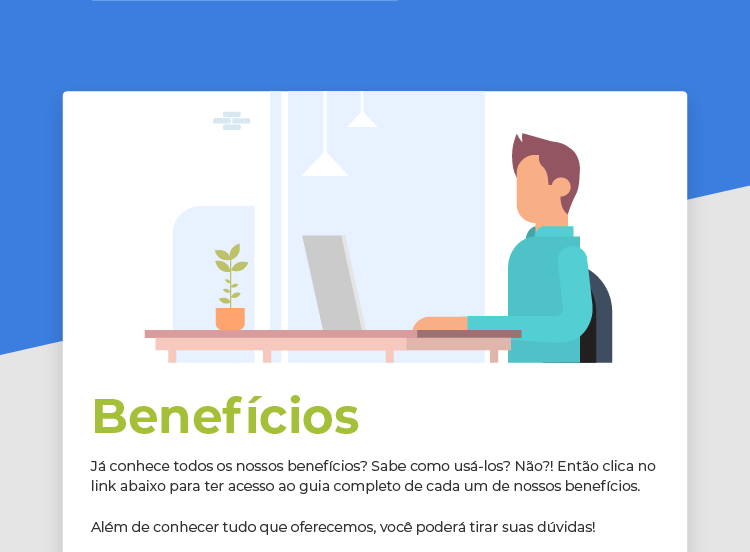 Benefícios
Já conhece todos os nossos benefícios? Sabe como usá-los? Não?! Então clica no
link abaixo para ter acesso ao guia completo de cada um de nossos benefícios.
Além de conhecer tudo que oferecemos, você poderá tirar suas dúvidas!